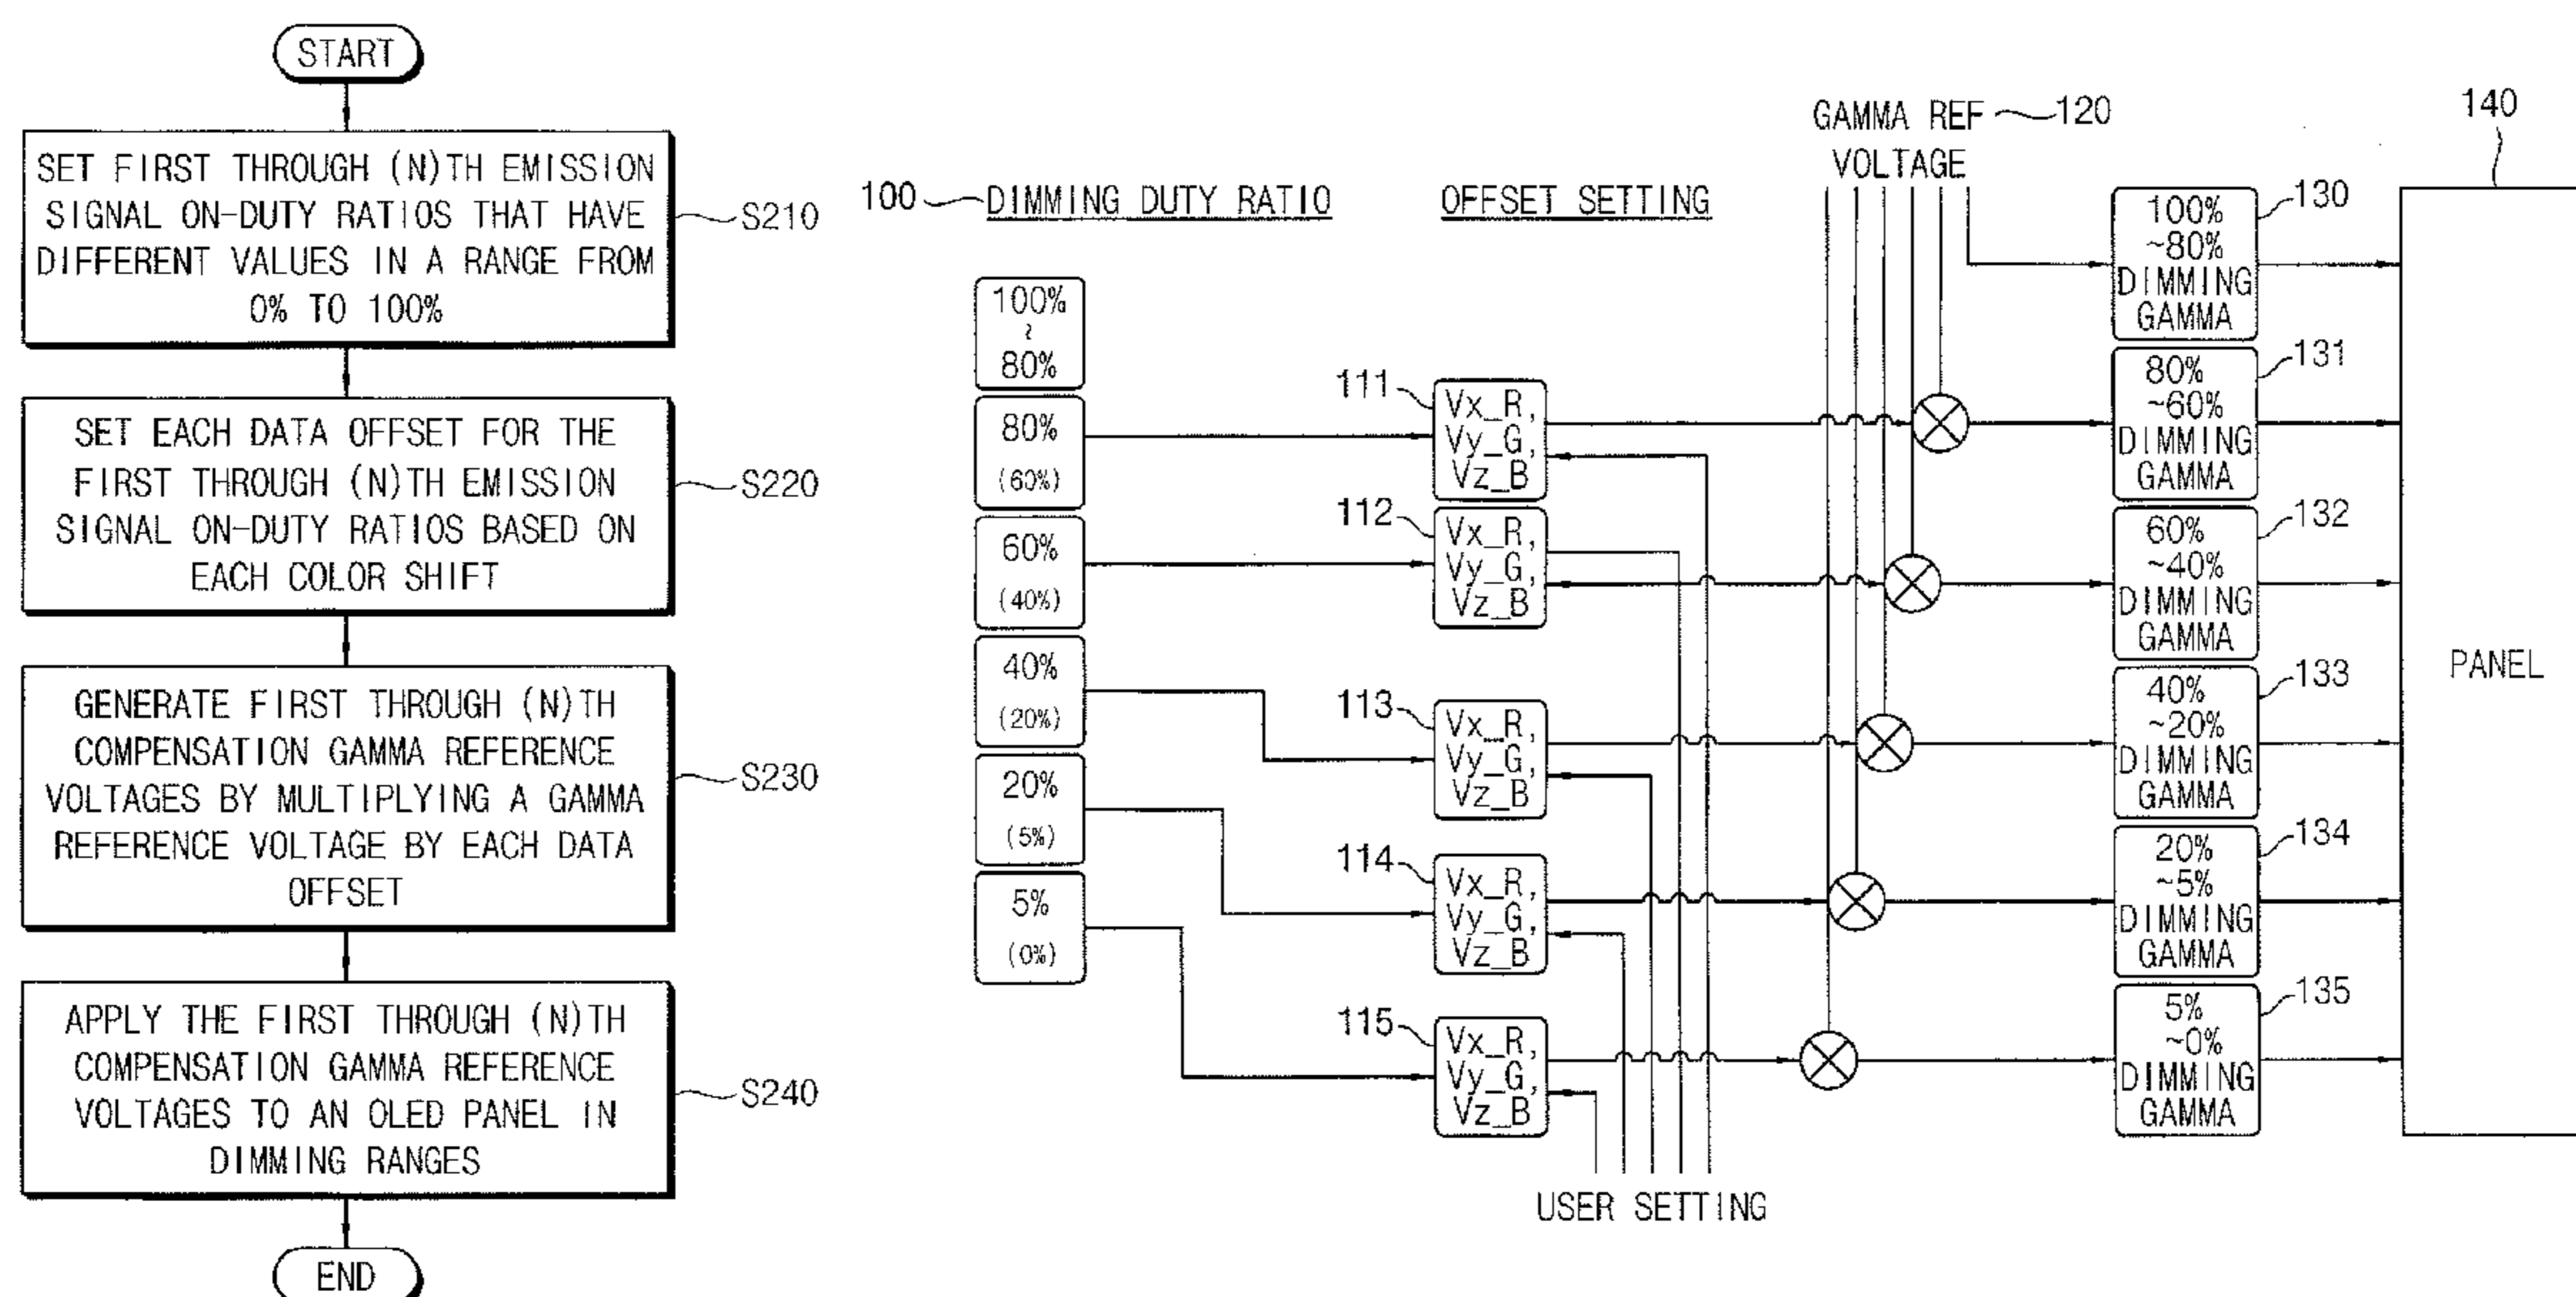 START
SET FIRST THROUGH (N)TH EMISSION
SIGNAL ON-DUTY RATIOS THAT HAVE
DIFFERENT VALUES IN A RANGE FROM
0% TO 100%
S210
SET EACH DATA OFFSET FOR THE
FIRST THROUGH (N)TH EMISSION
SIGNAL ON-DUTY RATIOS BASED ON
EACH COLOR SHIFT
S220
GENERATE FIRST THROUGH (N)TH
COMPENSATION GAMMA REFERENCE
VOLTAGES BY MULTIPLYING A GAMMA
REFERENCE VOLTAGE BY EACH DATA
OFFSET
S230
APPLY THE FIRST THROUGH (N)TH
COMPENSATION GAMMA REFERENCE
VOLTAGES TO AN OLED PANEL IN
DIMMING RANGES
S240
END
100
DIMMING DUTY RATIO
100%
~
80%
80%
(60%)
60%
(40%)
40%
(20%)
20%
(5%)
5%
(0%)
OFFSET SETTING
111
Vx_R,
Vy_G,
Vz_B
112
Vx_R,
Vy_G,
Vz_B
113
Vx_R,
Vy_G,
Vz_B
114
Vx_R,
Vy_G,
Vz_B
115
Vx_R,
Vy_G,
Vz_B
USER SETTING
GAMMA REF
VOLTAGE
120
100%
~80%
DIMMING
GAMMA
130
80%
~60%
DIMMING
GAMMA
131
60%
~40%
DIMMING
GAMMA
132
40%
~20%
DIMMING
GAMMA
133
20%
~5%
DIMMING
GAMMA
134
5%
~0%
DIMMING
GAMMA
135
140
PANEL